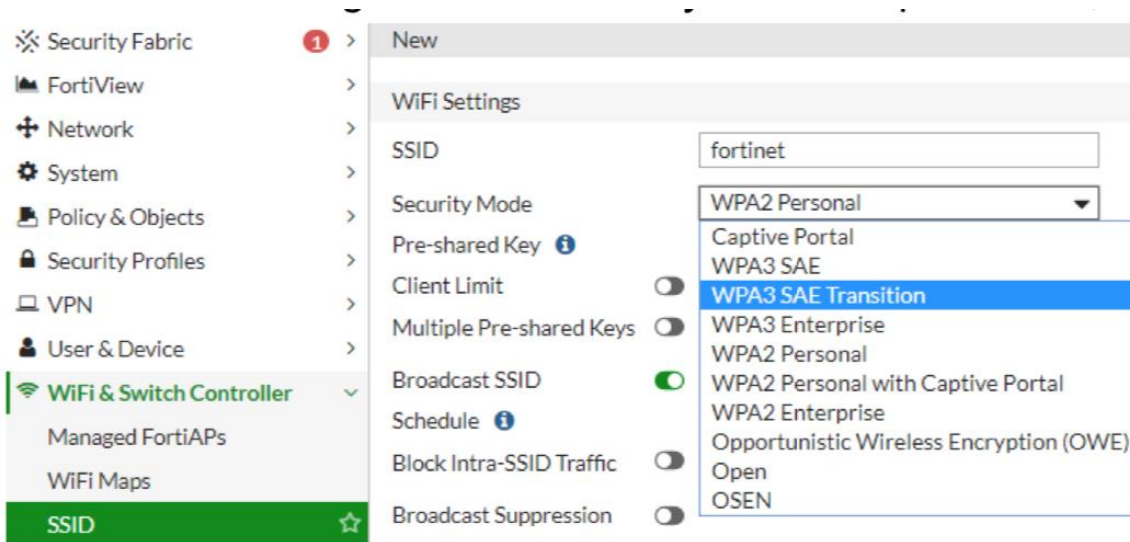 Security Fabric 1
FortiView
Network
System
Policy & Objects
Security Profiles
VPN
User & Device
WiFi & Switch Controller
Managed FortiAPs
WiFi Maps
SSID
New
WiFi Settings
SSID fortinet
Security Mode WPA2 Personal
Pre-shared Key
Client Limit
Multiple Pre-shared Keys
Broadcast SSID
Schedule
Block Intra-SSID Traffic
Broadcast Suppression
Captive Portal
WPA3 SAE
WPA3 SAE Transition
WPA3 Enterprise
WPA2 Personal
WPA2 Personal with Captive Portal
WPA2 Enterprise
Opportunistic Wireless Encryption (OWE)
Open
OSEN